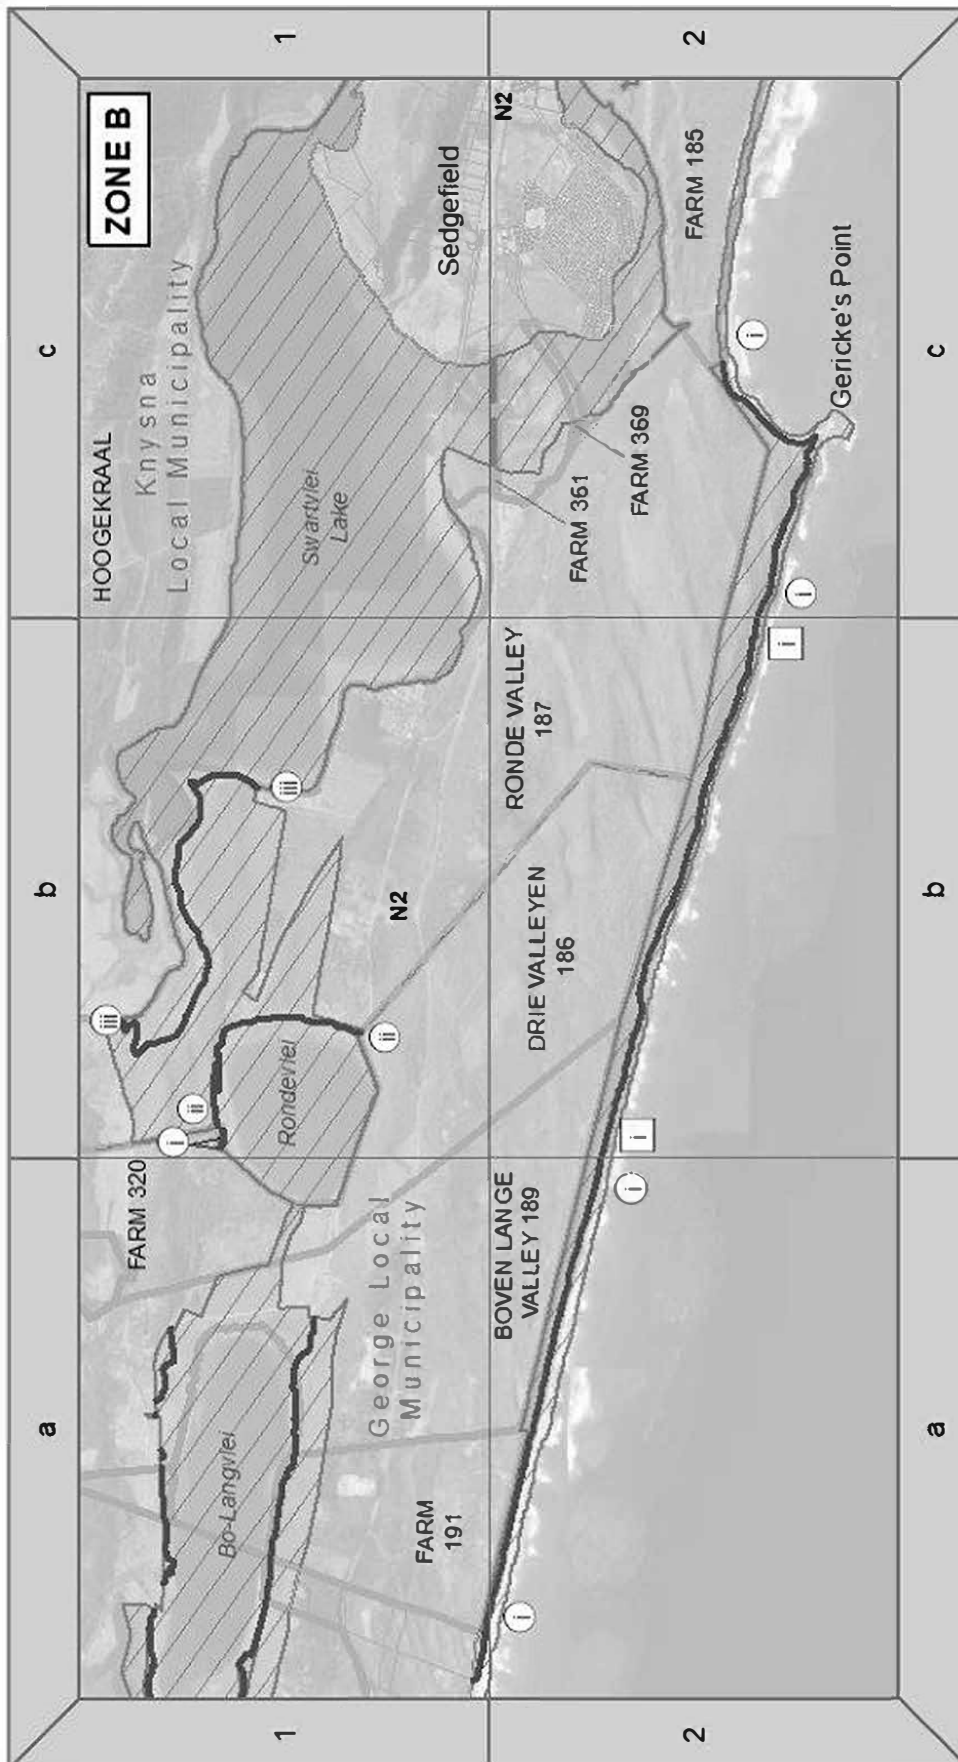 ZONE B
a
b
c
1
1
2
2
a
b
c
HOOGEKRAAL
Knysna
Local Municipality
Swartvlei
Lake
Sedgefield
N2
FARM 185
Gericke's Point
FARM 361
FARM 369
RONDE VALLEY
187
DRIE VALLEYEN
186
N2
Rondevlei
FARM 320
George Local
Municipality
BOVEN LANGE
VALLEY 189
Bo-Langvlei
FARM
191
i
ii
iii
iii
ii
i
i
i
i
i
i